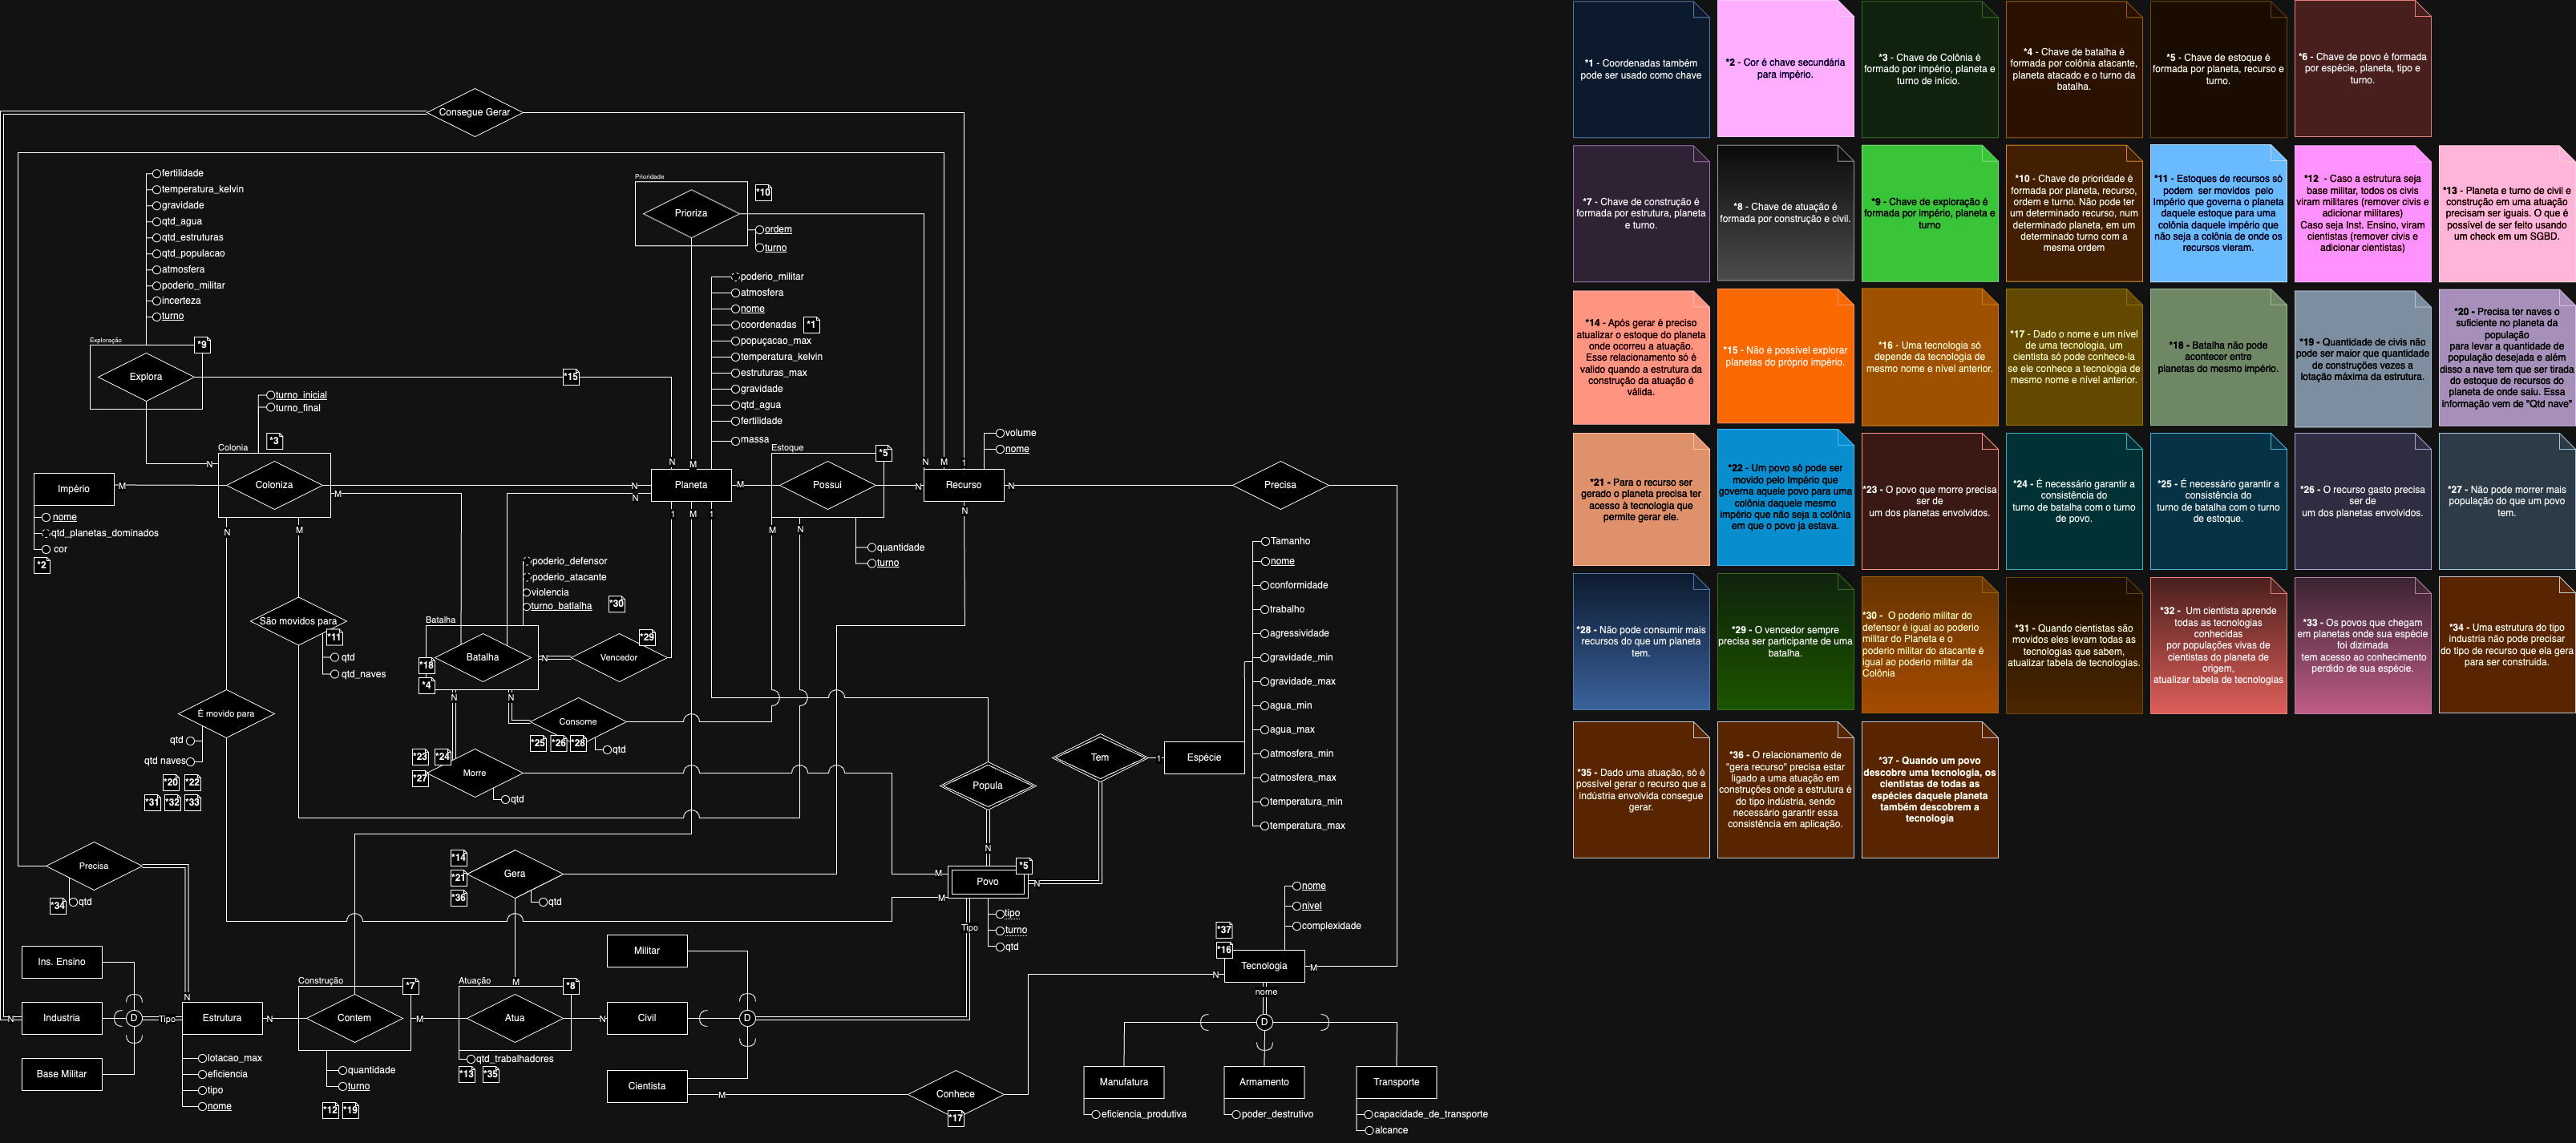 Consegue Gerar
fertilidade
temperatura_kelvin
gravidade
qtd_agua
qtd_estruturas
qtd_populacao
atmosfera
poderio_militar
incerteza
turno
Exploração
*9
Explora
*15
Prioridade
*10
Prioriza
ordem
turno
poderio_militar
atmosfera
nome
coordenadas
*1
popuçacao_max
temperatura_kelvin
estruturas_max
gravidade
qtd_agua
fertilidade
massa
turno_inicial
turno_final
*3
Colonia
N
Coloniza
M
Império
M
nome
qtd_planetas_dominados
cor
*2
N
M
N
M
N
N
Planeta
1
M
1
M
Estoque
*5
Possui
N
M
N
quantidade
turno
volume
nome
N
M
1
Recurso
N
N
Precisa
São movidos para
*11
qtd
qtd_naves
poderio_defensor
poderio_atacante
violencia
turno_batlalha
*30
Batalha
Batalha
*18
*4
N
Vencedor
*29
N
N
Consome
*25
*26
*28
qtd
É movido para
qtd
qtd naves
*20
*22
*31
*32
*33
*23
*24
*27
Morre
qtd
Popula
N
Tem
1
Espécie
Tamanho
nome
conformidade
trabalho
agressividade
gravidade_min
gravidade_max
agua_min
agua_max
atmosfera_min
atmosfera_max
temperatura_min
temperatura_max
Precisa
*34
qtd
*14
*21
*36
Gera
qtd
M
M
Povo
*5
N
tipo
turno
qtd
Tipo
Ins. Ensino
Industria
N
Base Militar
D
Tipo
N
Estrutura
N
lotacao_max
eficiencia
tipo
nome
Construção
*7
Contem
M
quantidade
turno
*12
*19
Atuação
M
*8
Atua
N
qtd_trabalhadores
*13
*35
Militar
Civil
Cientista
D
M
Conhece
*17
nome
nivel
complexidade
*37
*16
N
Tecnologia
M
nome
D
Manufatura
eficiencia_produtiva
Armamento
poder_destrutivo
Transporte
capacidade_de_transporte
alcance
*1 - Coordenadas também
pode ser usado como chave
*2 - Cor é chave secundária
para império.
*3 - Chave de Colônia é
formado por império, planeta e
turno de início.
*4 - Chave de batalha é
formada por colônia atacante,
planeta atacado e o turno da
batalha.
*5 - Chave de estoque é
formada por planeta, recurso e
turno.
*6 - Chave de povo é formada
por espécie, planeta, tipo e
turno.
*7 - Chave de construção é
formada por estrutura, planeta
e turno.
*8 - Chave de atuação é
formada por construção e civil.
*9 - Chave de exploração é
formada por império, planeta e
turno
*10 - Chave de prioridade é
formada por planeta, recurso,
ordem e turno. Não pode ter
um determinado recurso, num
determinado planeta, em um
determinado turno com a
mesma ordem
*11 - Estoques de recursos só
podem ser movidos pelo
Império que governa o planeta
daquele estoque para uma
colônia daquele império que
não seja a colônia de onde os
recursos vieram.
*12 - Caso a estrutura seja
base militar, todos os civis
viram militares (remover civis e
adicionar militares)
Caso seja Inst. Ensino, viram
cientistas (remover civis e
adicionar cientistas)
*13 - Planeta e turno de civil e
construção em uma atuação
precisam ser iguais. O que é
possível de ser feito usando
um check em um SGBD.
*14 - Após gerar é preciso
atualizar o estoque do planeta
onde ocorreu a atuação.
Esse relacionamento só é
valido quando a estrutura da
construção da atuação é
válida.
*15 - Não é possível explorar
planetas do próprio império.
*16 - Uma tecnologia só
depende da tecnologia de
mesmo nome e nível anterior.
*17 - Dado o nome e um nível
de uma tecnologia, um
cientista só pode conhece-la
se ele conhece a tecnologia de
mesmo nome e nivel anterior.
*18 - Batalha não pode
acontecer entre
planetas do mesmo império.
*19 - Quantidade de civis não
pode ser maior que quantidade
de construções vezes a
lotação máxima da estrutura.
*20 - Precisa ter naves o
suficiente no planeta da
população
para levar a quantidade de
população desejada e além
disso a nave tem que ser tirada
do estoque de recursos do
planeta de onde saiu. Essa
informação vem de "Qtd nave"
*21 - Para o recurso ser
gerado o planeta precisa ter
acesso à tecnologia que
permite gerar ele.
*22 - Um povo só pode ser
movido pelo Império que
governa aquele povo para uma
colônia daquele mesmo
império que não seja a colônia
em que o povo ja estava.
*23 - O povo que morre precisa
ser de
um dos planetas envolvidos.
*24 - É necessário garantir a
consistência do
turno de batalha com o turno
de povo.
*25 - É necessário garantir a
consistência do
turno de batalha com o turno
de estoque.
*26 - O recurso gasto precisa
ser de
um dos planetas envolvidos.
*27 - Não pode morrer mais
população do que um povo
tem.
*28 - Não pode consumir mais
recursos do que um planeta
tem.
*29 - O vencedor sempre
precisa ser participante de uma
batalha.
*30 - O poderio militar do
defensor é igual ao poderio
militar do Planeta e o
poderio militar do atacante é
igual ao poderio militar da
Colônia
*31 - Quando cientistas são
movidos eles levam todas as
tecnologias que sabem,
atualizar tabela de tecnologias.
*32 - Um cientista aprende
todas as tecnologias
conhecidas
por populações vivas de
cientistas do planeta de
origem,
atualizar tabela de tecnologias
*33 - Os povos que chegam
em planetas onde sua espécie
foi dizimada
tem acesso ao conhecimento
perdido de sua espécie.
*34 - Uma estrutura do tipo
industria não pode precisar
do tipo de recurso que ela gera
para ser construida.
*35 - Dado uma atuação, só é
possível gerar o recurso que a
indústria envolvida consegue
gerar.
*36 - O relacionamento de
"gera recurso" precisa estar
ligado a uma atuação em
construções onde a estrutura é
do tipo indústria, sendo
necessário garantir essa
consistência em aplicação.
*37 - Quando um povo
descobre uma tecnologia, os
cientistas de todas as
espécies daquele planeta
também descobrem a
tecnologia